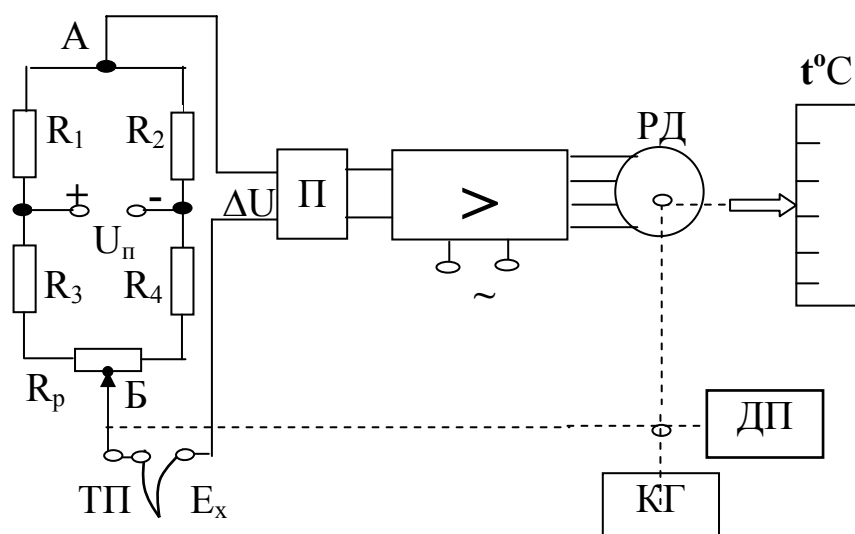 А
t°C
R₁
R₂
РД
+
-
Uп
ΔU
П
>
~
R₃
R₄
Rр
Б
ДП
ТП
Eₓ
КГ